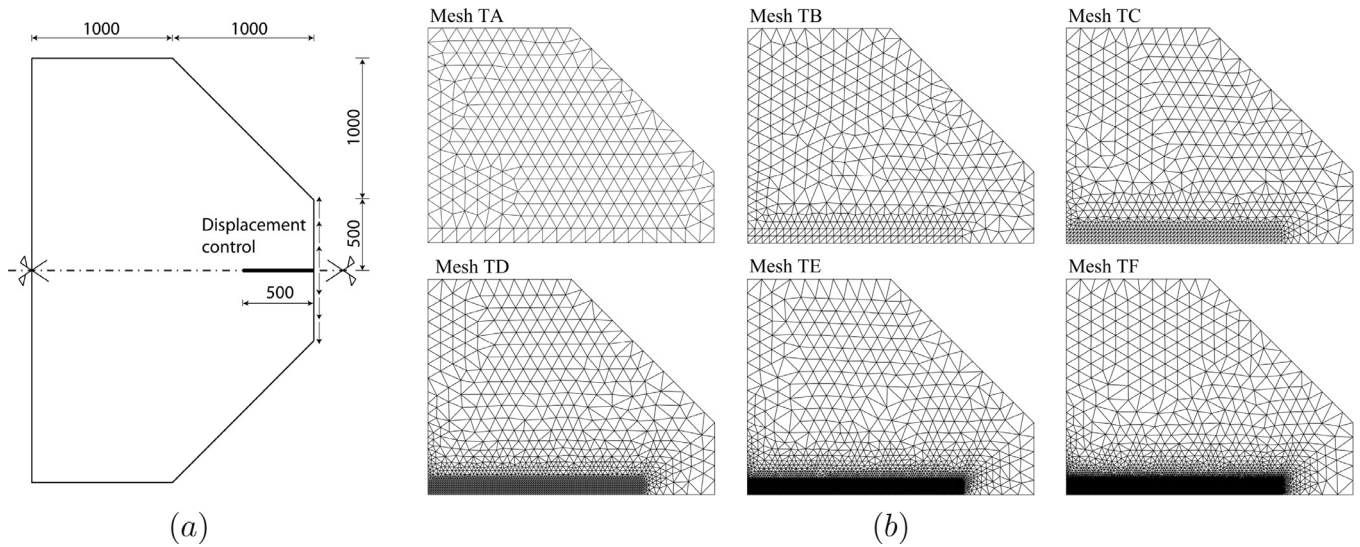 1000 1000
1000
500
Displacement
control
500
(a)
Mesh TA Mesh TB Mesh TC
Mesh TD Mesh TE Mesh TF
(b)